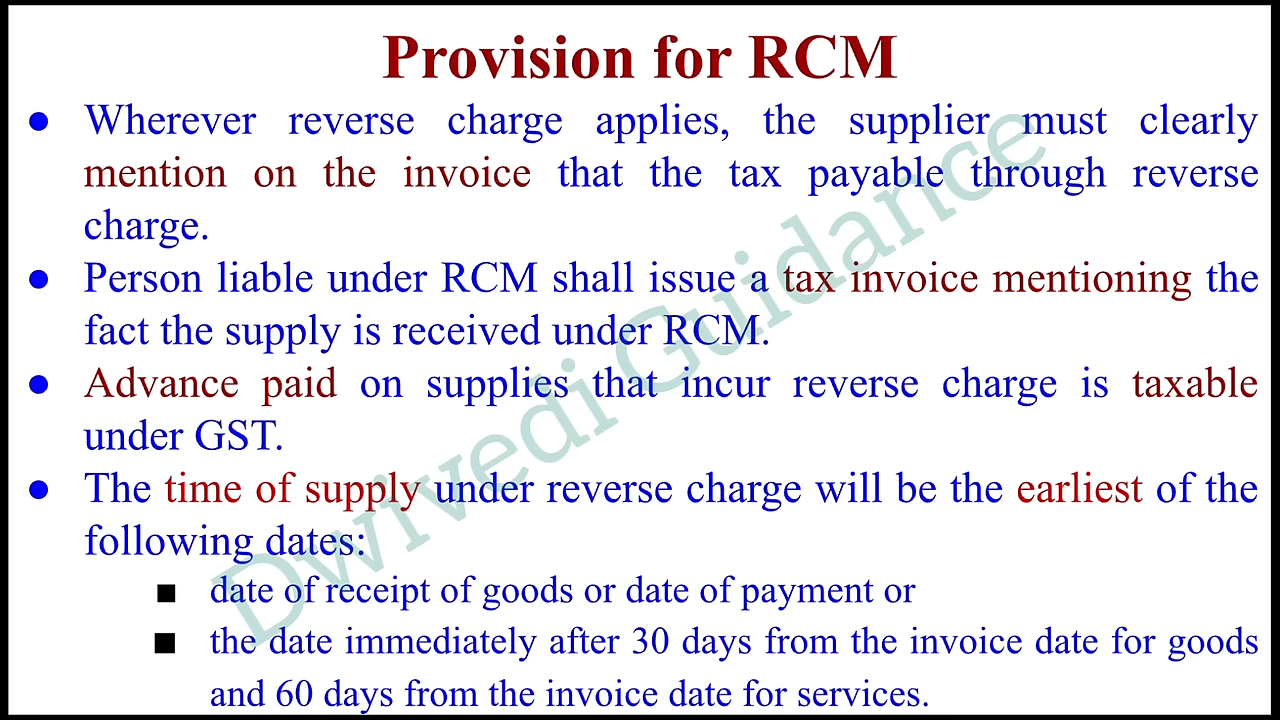 Provision for RCM
● Wherever reverse charge applies, the supplier must clearly
mention on the invoice that the tax payable through reverse
charge.
● Person liable under RCM shall issue a tax invoice mentioning the
fact the supply is received under RCM.
● Advance paid on supplies that incur reverse charge is taxable
under GST.
● The time of supply under reverse charge will be the earliest of the
following dates:
■ date of receipt of goods or date of payment or
■ the date immediately after 30 days from the invoice date for goods
and 60 days from the invoice date for services.
Dwivedi Guidance